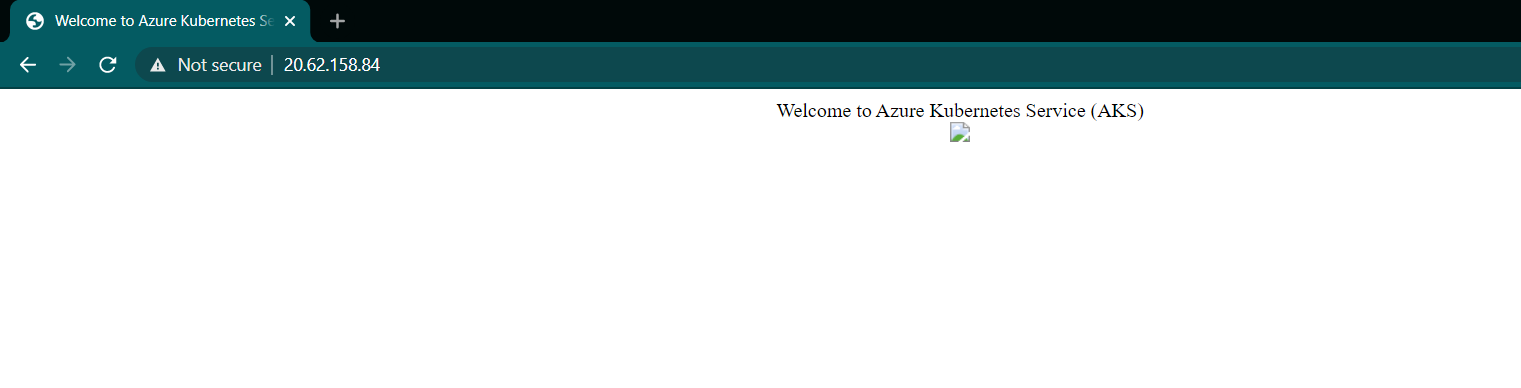 Welcome to Azure Kubernetes Se
Not secure
20.62.158.84
Welcome to Azure Kubernetes Service (AKS)